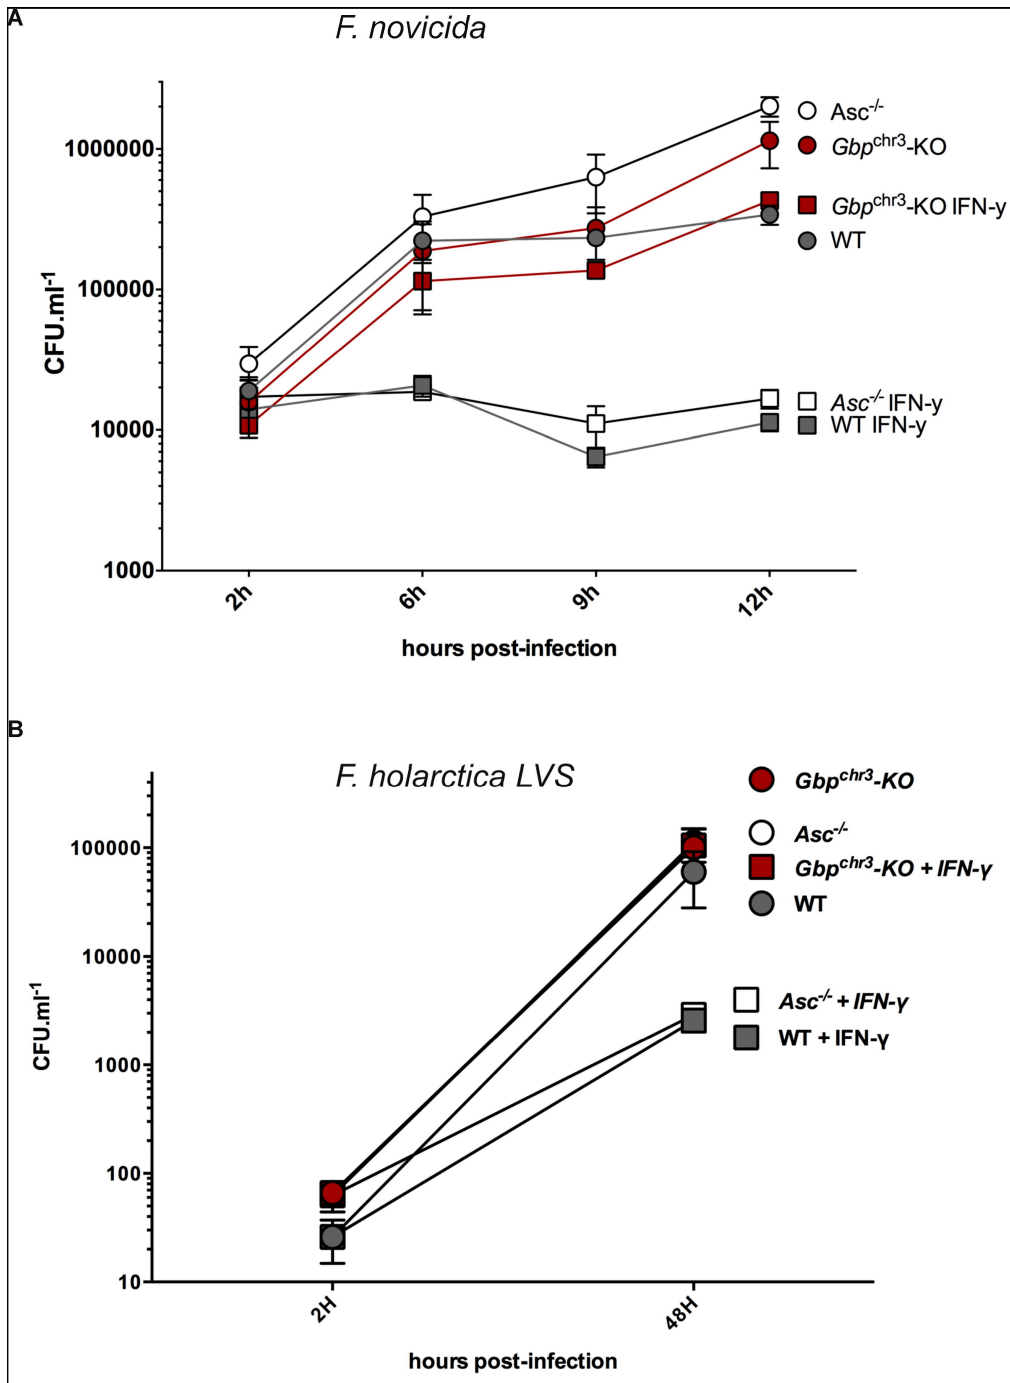 A
F. novicida
CFU.ml-1
1000000
100000
10000
1000
Asc-/-
Gbpchr3-KO
Gbpchr3-KO IFN-y
WT
Asc-/- IFN-y
WT IFN-y
2h
6h
9h
12h
hours post-infection
B
F. holarctica LVS
CFU.ml-1
100000
10000
1000
100
10
Gbpchr3-KO
Asc-/-
Gbpchr3-KO + IFN-γ
WT
Asc-/- + IFN-γ
WT + IFN-γ
2H
48H
hours post-infection